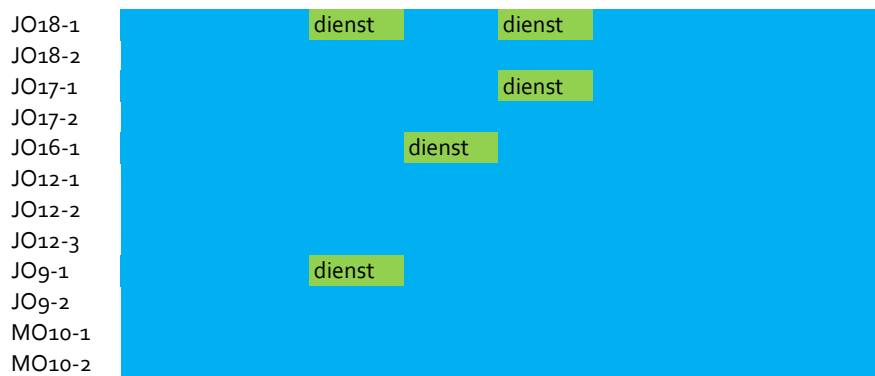 JO18-1 dienst dienst
JO18-2
JO17-1 dienst
JO17-2
JO16-1 dienst
JO12-1
JO12-2
JO12-3
JO9-1 dienst
JO9-2
MO10-1
MO10-2